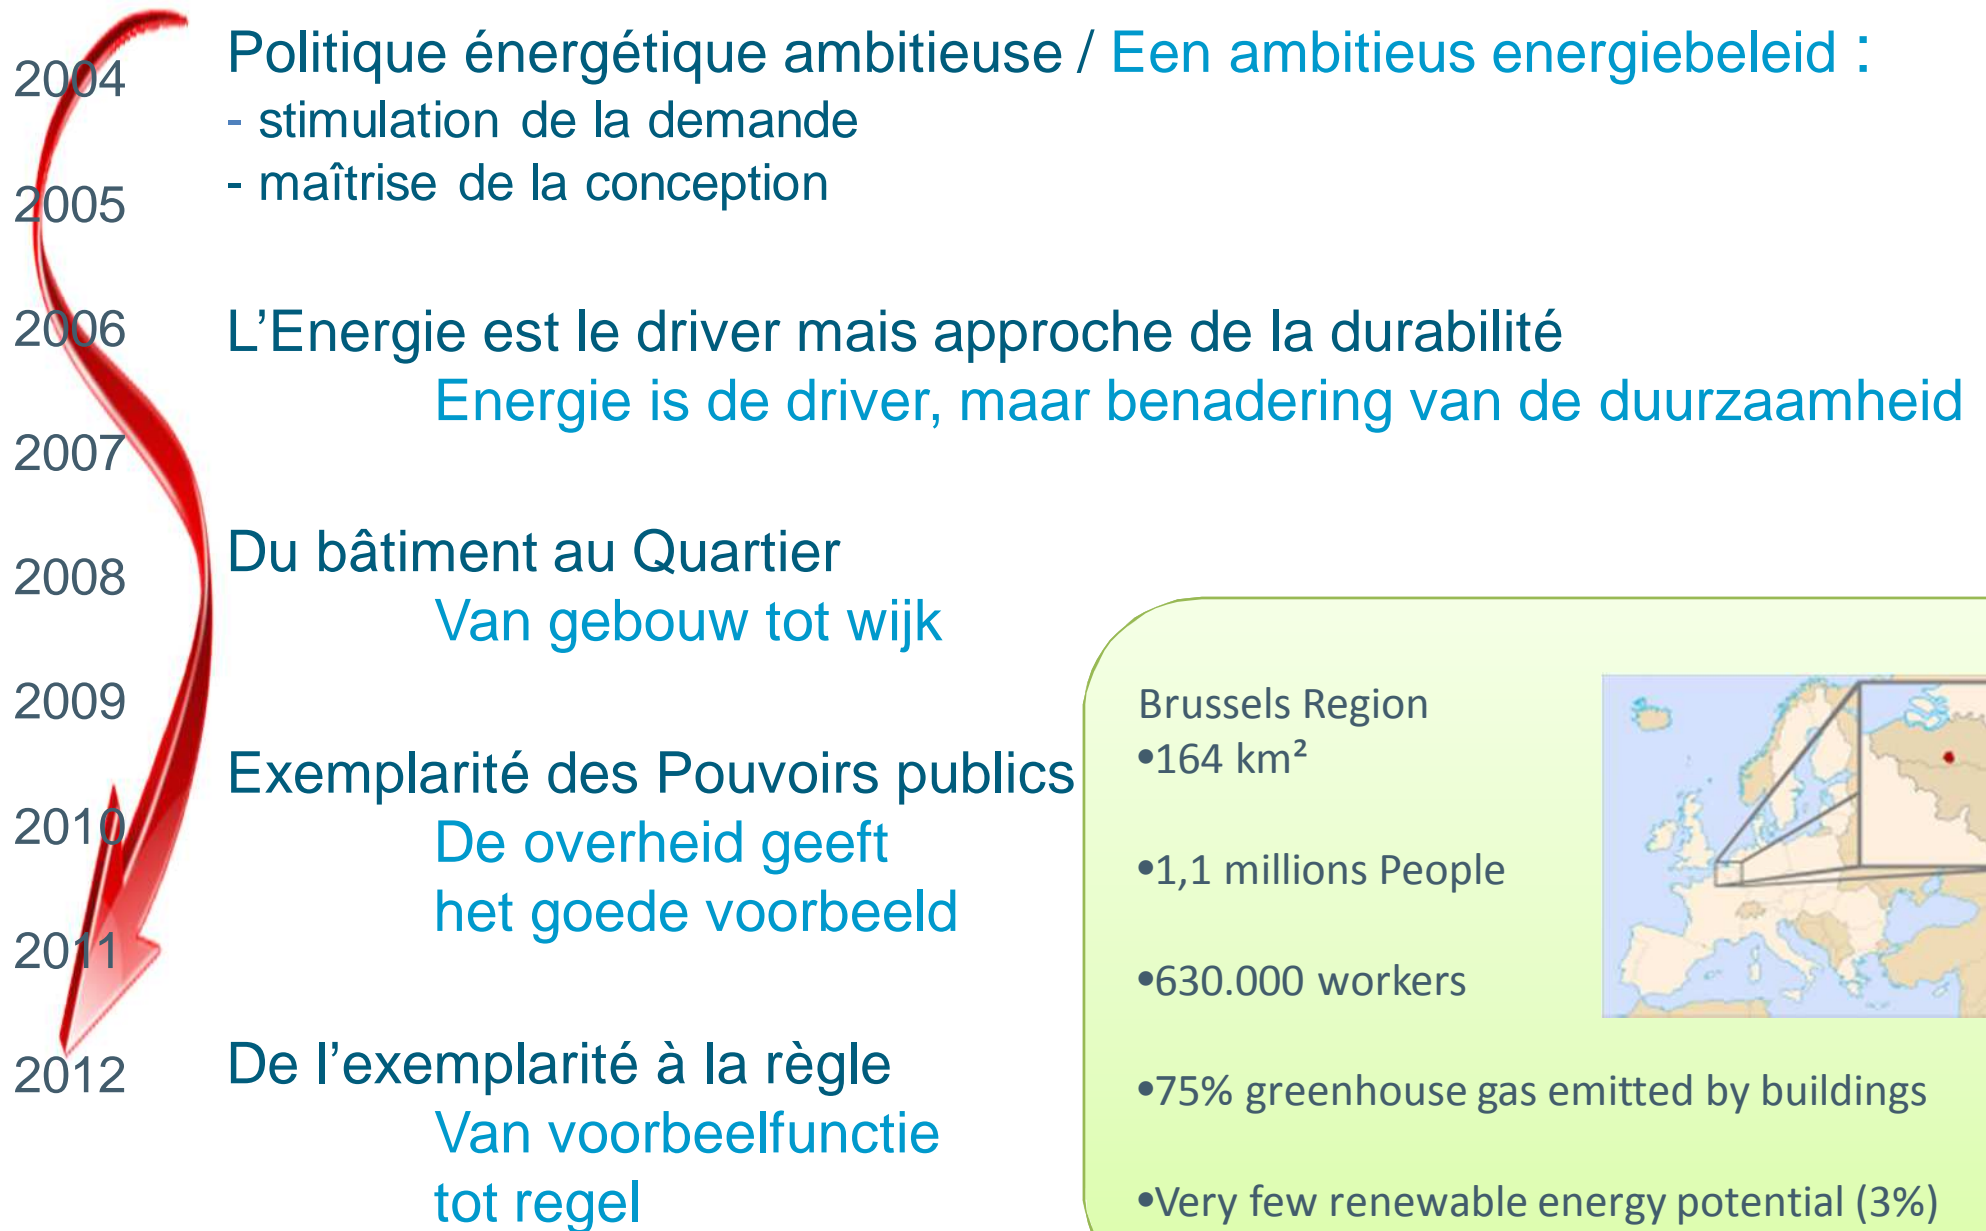 2004
2005
2006
2007
2008
2009
2010
2011
2012
Politique énergétique ambitieuse / Een ambitieus energiebeleid :
- stimulation de la demande
- maîtrise de la conception
L’Energie est le driver mais approche de la durabilité
Energie is de driver, maar benadering van de duurzaamheid
Du bâtiment au Quartier
Van gebouw tot wijk
Exemplarité des Pouvoirs publics
De overheid geeft
het goede voorbeeld
De l’exemplarité à la règle
Van voorbeelfunctie
tot regel
Brussels Region
•164 km²
•1,1 millions People
•630.000 workers
•75% greenhouse gas emitted by buildings
•Very few renewable energy potential (3%)